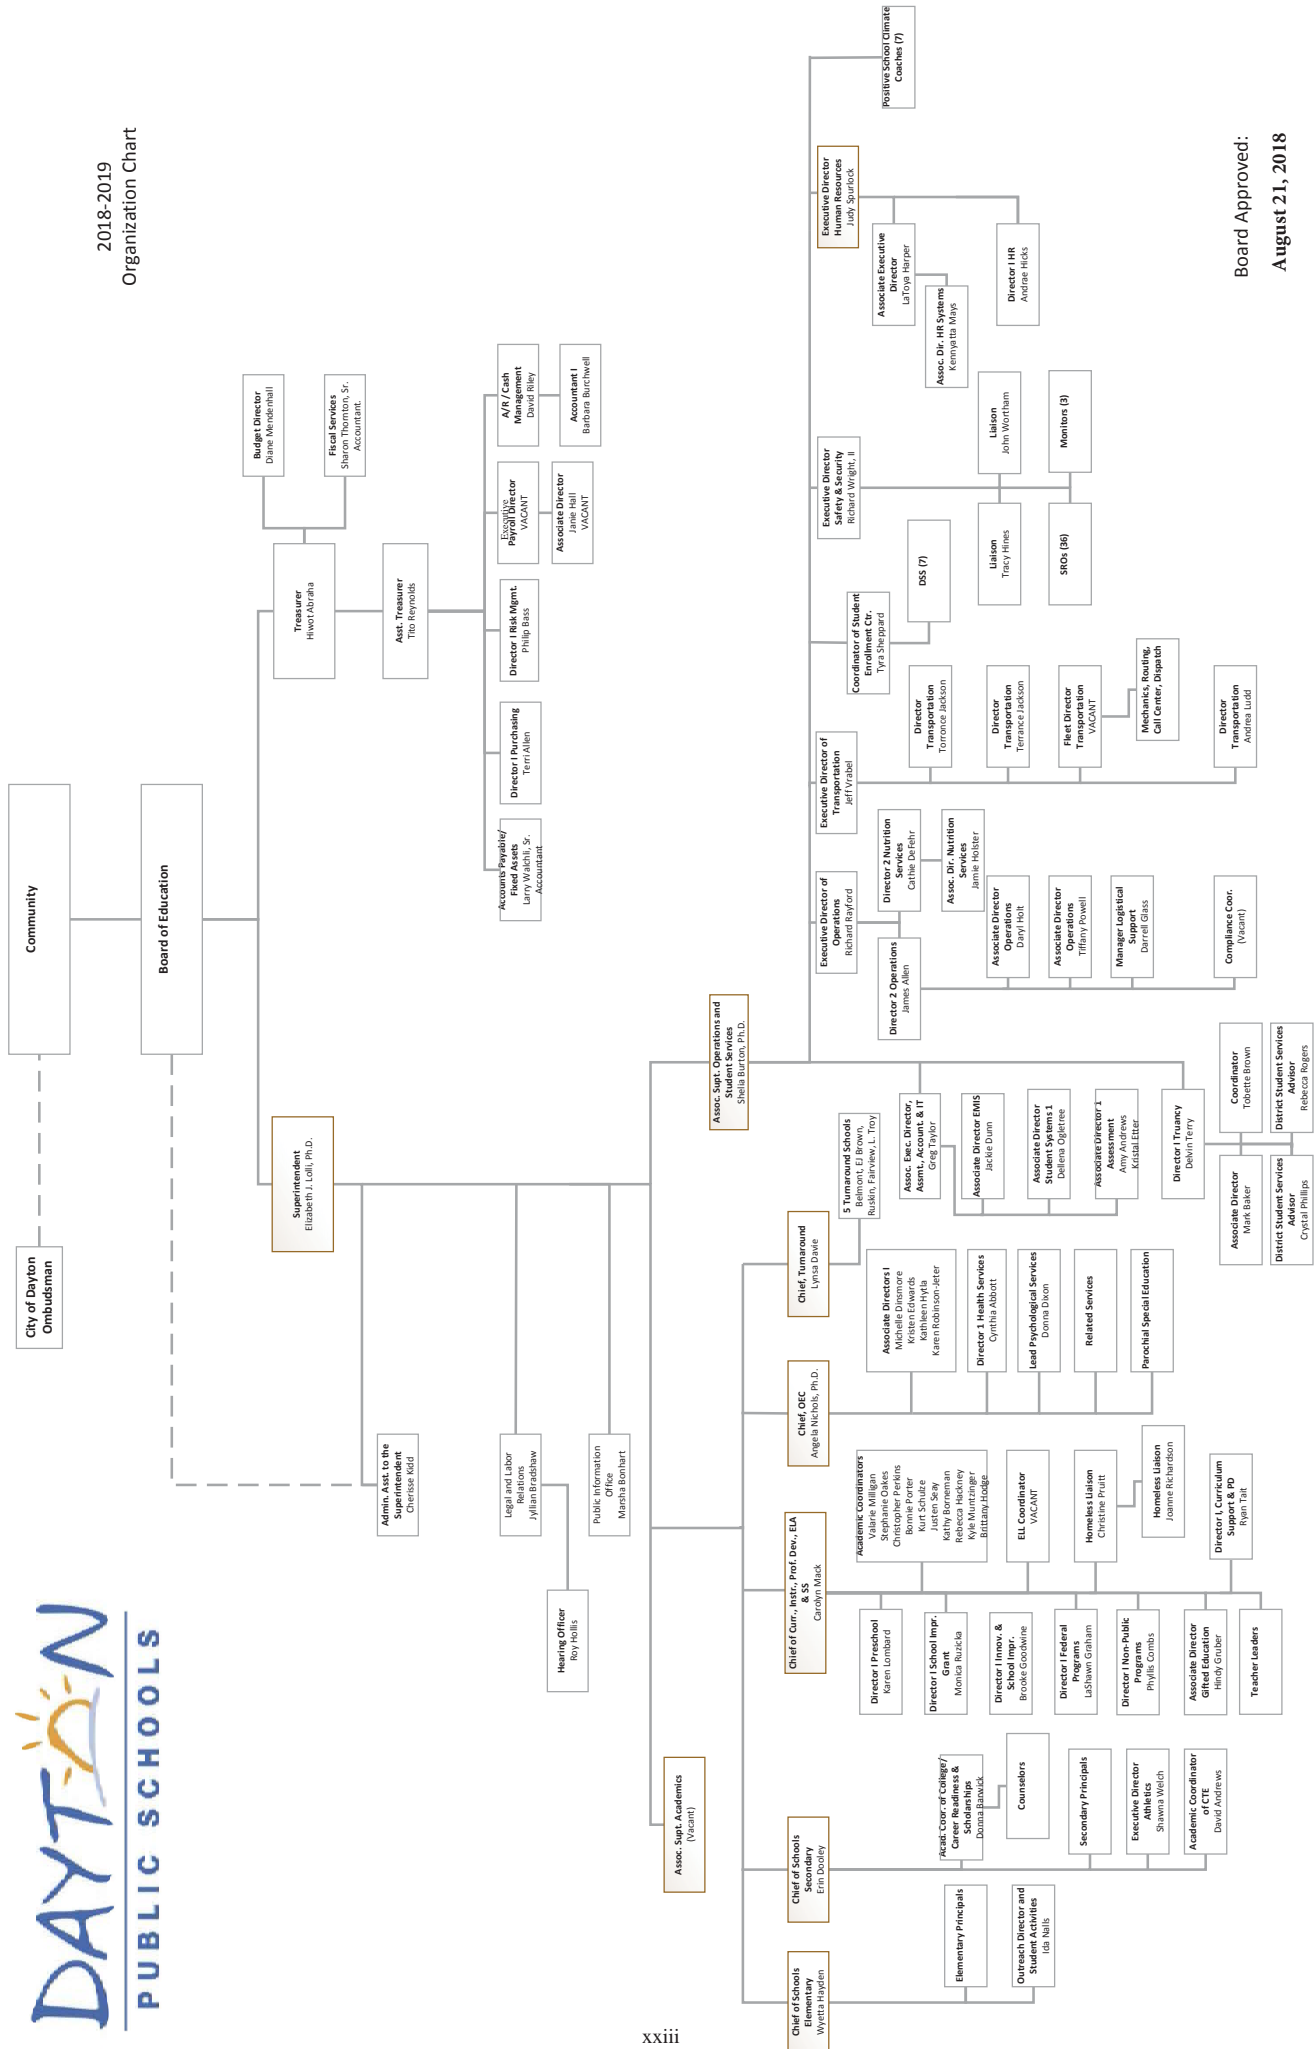 DAYTON
PUBLIC SCHOOLS
2018-2019
Organization Chart
Community
City of Dayton
Ombudsman
Board of Education
Superintendent
Elizabeth J. Lolli, Ph.D.
Treasurer
Hiwot Abraha
Budget Director
Diane Mendenhall
Fiscal Services
Sharon Thornton, Sr.
Accountant.
Asst. Treasurer
Tito Reynolds
Accounts Payable/
Fixed Assets
Larry Walchli, Sr.
Accountant
Director I Purchasing
Terri Allen
Director I Risk Mgmt.
Philip Bass
Executive
Payroll Director
VACANT
Associate Director
Janie Hall
VACANT
A/R / Cash
Management
David Riley
Accountant I
Barbara Burchwell
Admin. Asst. to the
Superintendent
Cherisse Kidd
Legal and Labor
Relations
Jyllian Bradshaw
Hearing Officer
Roy Hollis
Public Information
Office
Marsha Bonhart
Assoc. Supt. Academics
(Vacant)
Assoc. Supt. Operations and
Student Services
Shelia Burton, Ph.D.
Chief of Schools
Elementary
Wyetta Hayden
Elementary Principals
Outreach Director and
Student Activities
Ida Nalls
Chief of Schools
Secondary
Erin Dooley
Acad. Coor. of College/
Career Readiness &
Scholarships
Donna Barwick
Counselors
Secondary Principals
Executive Director
Athletics
Shawna Welch
Academic Coordinator
of CTE
David Andrews
Chief of Curr., Instr., Prof. Dev., ELA
& SS
Carolyn Mack
Director I Preschool
Karen Lombard
Director I School Impr.
Grant
Monica Ruzicka
Director I Innov. &
School Impr.
Brooke Goodwine
Director I Federal
Programs
LaShawn Graham
Director I Non-Public
Programs
Phyllis Combs
Associate Director
Gifted Education
Hindy Gruber
Teacher Leaders
Academic Coordinators
Valarie Milligan
Stephanie Oakes
Christopher Perkins
Bonnie Porter
Kurt Schulze
Justen Seay
Kathy Borneman
Rebecca Hackney
Kyle Muntzinger
Brittany Hodge
ELL Coordinator
VACANT
Homeless Liaison
Christine Pruitt
Homeless Liaison
Joanne Richardson
Director I, Curriculum
Support & PD
Ryan Tait
Chief, OEC
Angela Nichols, Ph.D.
Associate Directors I
Michelle Dinsmore
Kristen Edwards
Kathleen Hytla
Karen Robinson-Jeter
Director 1 Health Services
Cynthia Abbott
Lead Psychological Services
Donna Dixon
Related Services
Parochial Special Education
Chief, Turnaround
Lynsa Davie
5 Turnaround Schools
Belmont, EJ Brown,
Ruskin, Fairview, L. Troy
Assoc. Exec. Director,
Assmt., Account. & IT
Greg Taylor
Associate Director EMIS
Jackie Dunn
Associate Director
Student Systems 1
Dellena Ogletree
Associate Director 1
Assessment
Amy Andrews
Kristal Etter
Director I Truancy
Delvin Terry
Associate Director
Mark Baker
Coordinator
Tobette Brown
District Student Services
Advisor
Crystal Phillips
District Student Services
Advisor
Rebecca Rogers
Executive Director of
Operations
Richard Rayford
Director 2 Operations
James Allen
Director 2 Nutrition
Services
Cathie DeFehr
Assoc. Dir. Nutrition
Services
Jamie Holster
Associate Director
Operations
Daryl Holt
Associate Director
Operations
Tiffany Powell
Manager Logistical
Support
Darrell Glass
Compliance Coor.
(Vacant)
Executive Director of
Transportation
Jeff Vrabel
Director
Transportation
Torronce Jackson
Director
Transportation
Terrance Jackson
Fleet Director
Transportation
VACANT
Mechanics, Routing,
Call Center, Dispatch
Director
Transportation
Andrea Ludd
Coordinator of Student
Enrollment Ctr.
Tyra Sheppard
DSS (7)
Executive Director
Safety & Security
Richard Wright, II
Liaison
Tracy Hines
Liaison
John Wortham
SROs (36)
Monitors (3)
Executive Director
Human Resources
Judy Spurlock
Associate Executive
Director
LaToya Harper
Assoc. Dir. HR Systems
Kennyatta Mays
Director I HR
Andrae Hicks
Positive School Climate
Coaches (7)
Board Approved:
August 21, 2018
xxiii